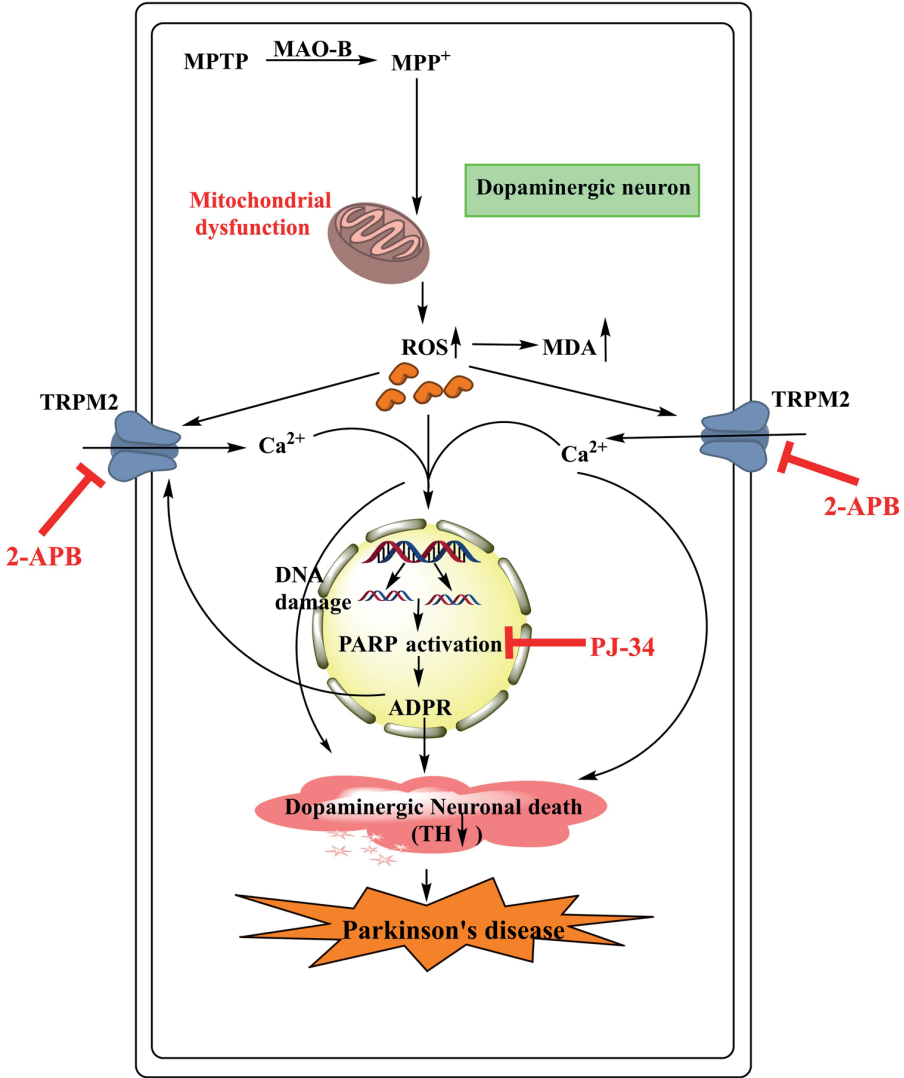 MPTP
MAO-B
MPP⁺
Dopaminergic neuron
Mitochondrial
dysfunction
ROS
MDA
TRPM2
TRPM2
Ca²⁺
Ca²⁺
2-APB
2-APB
DNA
damage
PARP activation
PJ-34
ADPR
Dopaminergic Neuronal death
(TH )
Parkinson's disease